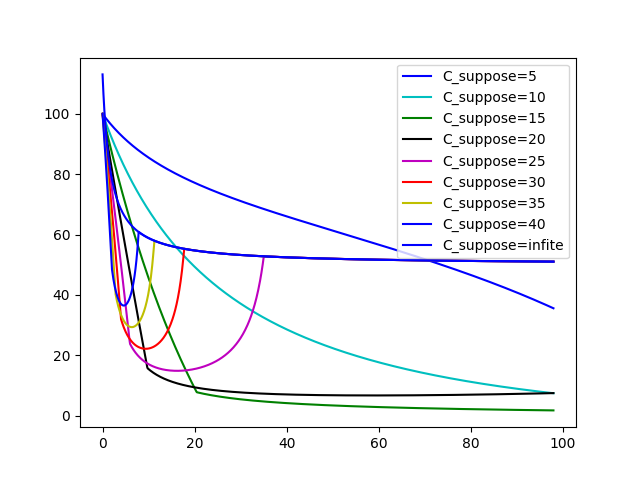 C_suppose=5
C_suppose=10
C_suppose=15
C_suppose=20
C_suppose=25
C_suppose=30
C_suppose=35
C_suppose=40
C_suppose=infite
100
80
60
40
20
0
0 20 40 60 80 100